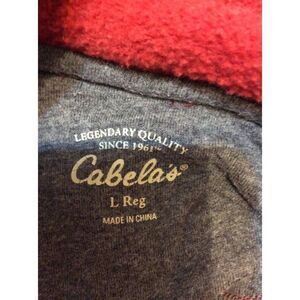 LEGENDARY QUALITY
SINCE 1961
Cabela's®
L Reg
MADE IN CHINA